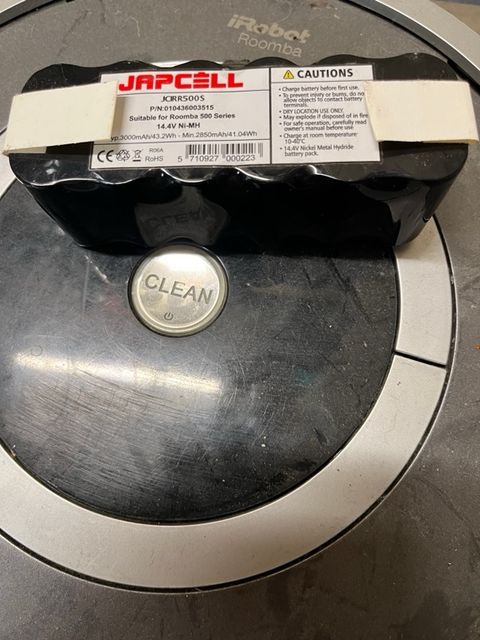 iRobot
Roomba
JAPCELL
JCIRR500S
P/N:010436003515
Suitable for Roomba 500 Series
14.4V Ni-MH
yp.3000mAh/43.2Wh - Min.2850mAh/41.04Wh
CE
R06A
RoHS
5 710927 000223
CAUTIONS
• Charge battery before first use.
• To prevent injury or burns, do not
allow objects to contact battery
terminals.
• DRY LOCATION USE ONLY.
• May explode if disposed of in fire
• For safe operation, carefully read
owner's manual before use
• Charge at room temperature
10-40°C
• 14.4V Nickel Metal Hydride
battery pack.
CLEAN